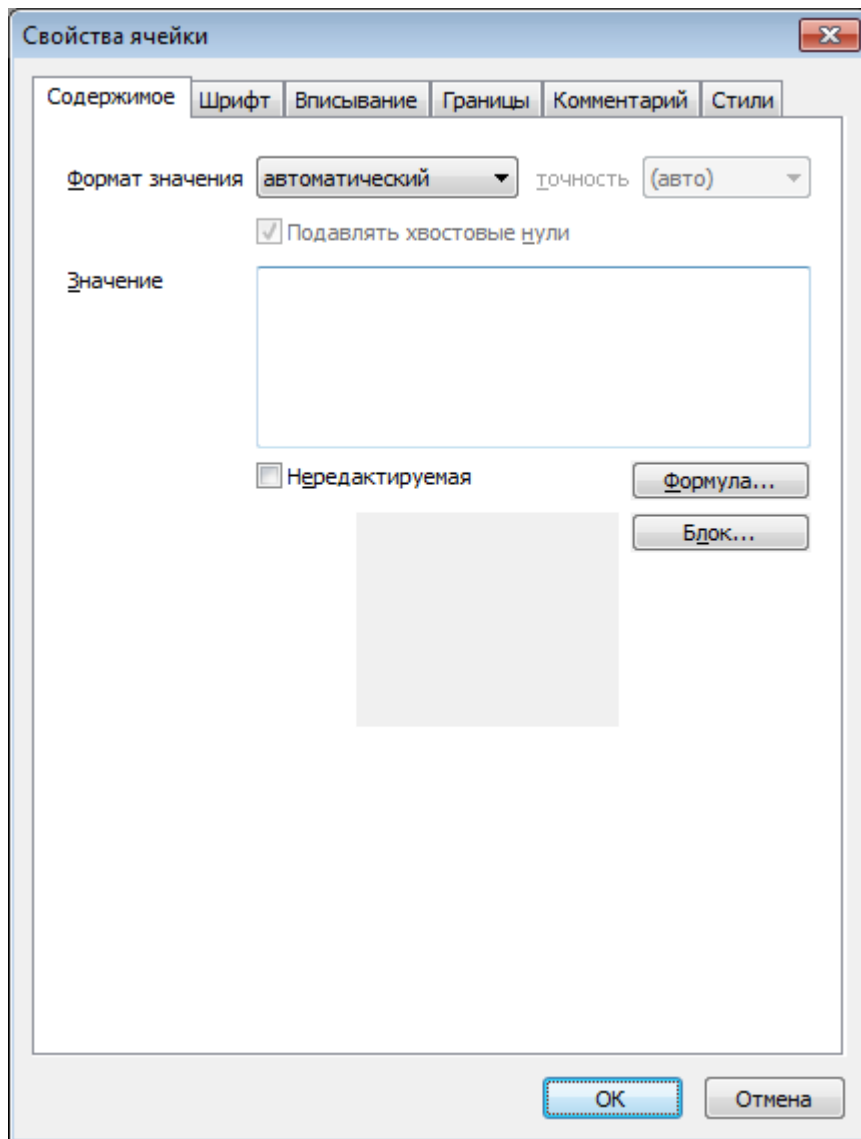 Свойства ячейки
Содержимое Шрифт Вписывание Границы Комментарий Стили
Формат значения автоматический точность (авто)
Подавлять хвостовые нули
Значение
Нередактируемая Формула...
Блок...
ОК Отмена